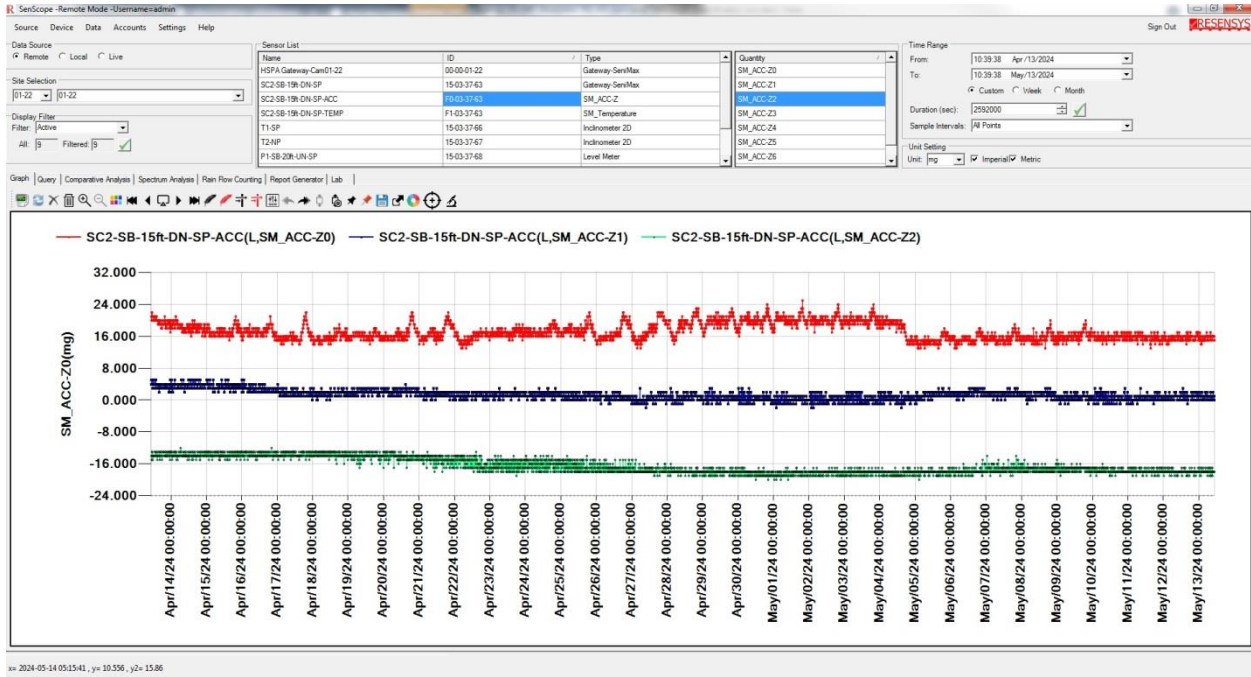 R SenScope -Remote Mode -Username=admin
Source Device Data Accounts Settings Help
Sign Out RESENSYS
Data Source
Remote Local Live
Site Selection
01-22 01-22
Display Filter
Filter: Active
All: 9 Filtered: 9
Sensor List
Name ID / Type
HSPA Gateway-Cam01-22 00-00-01-22 Gateway-SeniMax
SC2-SB-15ft-DN-SP 15-03-37-63 Gateway-SeniMax
SC2-SB-15ft-DN-SP-ACC F0-03-37-63 SM_ACC-Z
SC2-SB-15ft-DN-SP-TEMP F1-03-37-63 SM_Temperature
T1-SP 15-03-37-66 Inclinometer 2D
T2-NP 15-03-37-67 Inclinometer 2D
P1-SB-20ft-UN-SP 15-03-37-68 Level Meter
Quantity /
SM_ACC-Z0
SM_ACC-Z1
SM_ACC-Z2
SM_ACC-Z3
SM_ACC-Z4
SM_ACC-Z5
SM_ACC-Z6
Time Range
From: 10:39:38 Apr /13/2024
To: 10:39:38 May/13/2024
Custom Week Month
Duration (sec): 2592000
Sample Intervals: All Points
Unit Setting
Unit: mg Imperial Metric
Graph Query Comparative Analysis Spectrum Analysis Rain Flow Counting Report Generator Lab
SC2-SB-15ft-DN-SP-ACC(L,SM_ACC-Z0) SC2-SB-15ft-DN-SP-ACC(L,SM_ACC-Z1) SC2-SB-15ft-DN-SP-ACC(L,SM_ACC-Z2)
SM_ACC-Z0(mg)
32.000
24.000
16.000
8.000
0.000
-8.000
-16.000
-24.000
Apr/14/24 00:00:00
Apr/15/24 00:00:00
Apr/16/24 00:00:00
Apr/17/24 00:00:00
Apr/18/24 00:00:00
Apr/19/24 00:00:00
Apr/20/24 00:00:00
Apr/21/24 00:00:00
Apr/22/24 00:00:00
Apr/23/24 00:00:00
Apr/24/24 00:00:00
Apr/25/24 00:00:00
Apr/26/24 00:00:00
Apr/27/24 00:00:00
Apr/28/24 00:00:00
Apr/29/24 00:00:00
Apr/30/24 00:00:00
May/01/24 00:00:00
May/02/24 00:00:00
May/03/24 00:00:00
May/04/24 00:00:00
May/05/24 00:00:00
May/06/24 00:00:00
May/07/24 00:00:00
May/08/24 00:00:00
May/09/24 00:00:00
May/10/24 00:00:00
May/11/24 00:00:00
May/12/24 00:00:00
May/13/24 00:00:00
x= 2024-05-14 05:15:41 , y= 10.556 , y2= 15.86